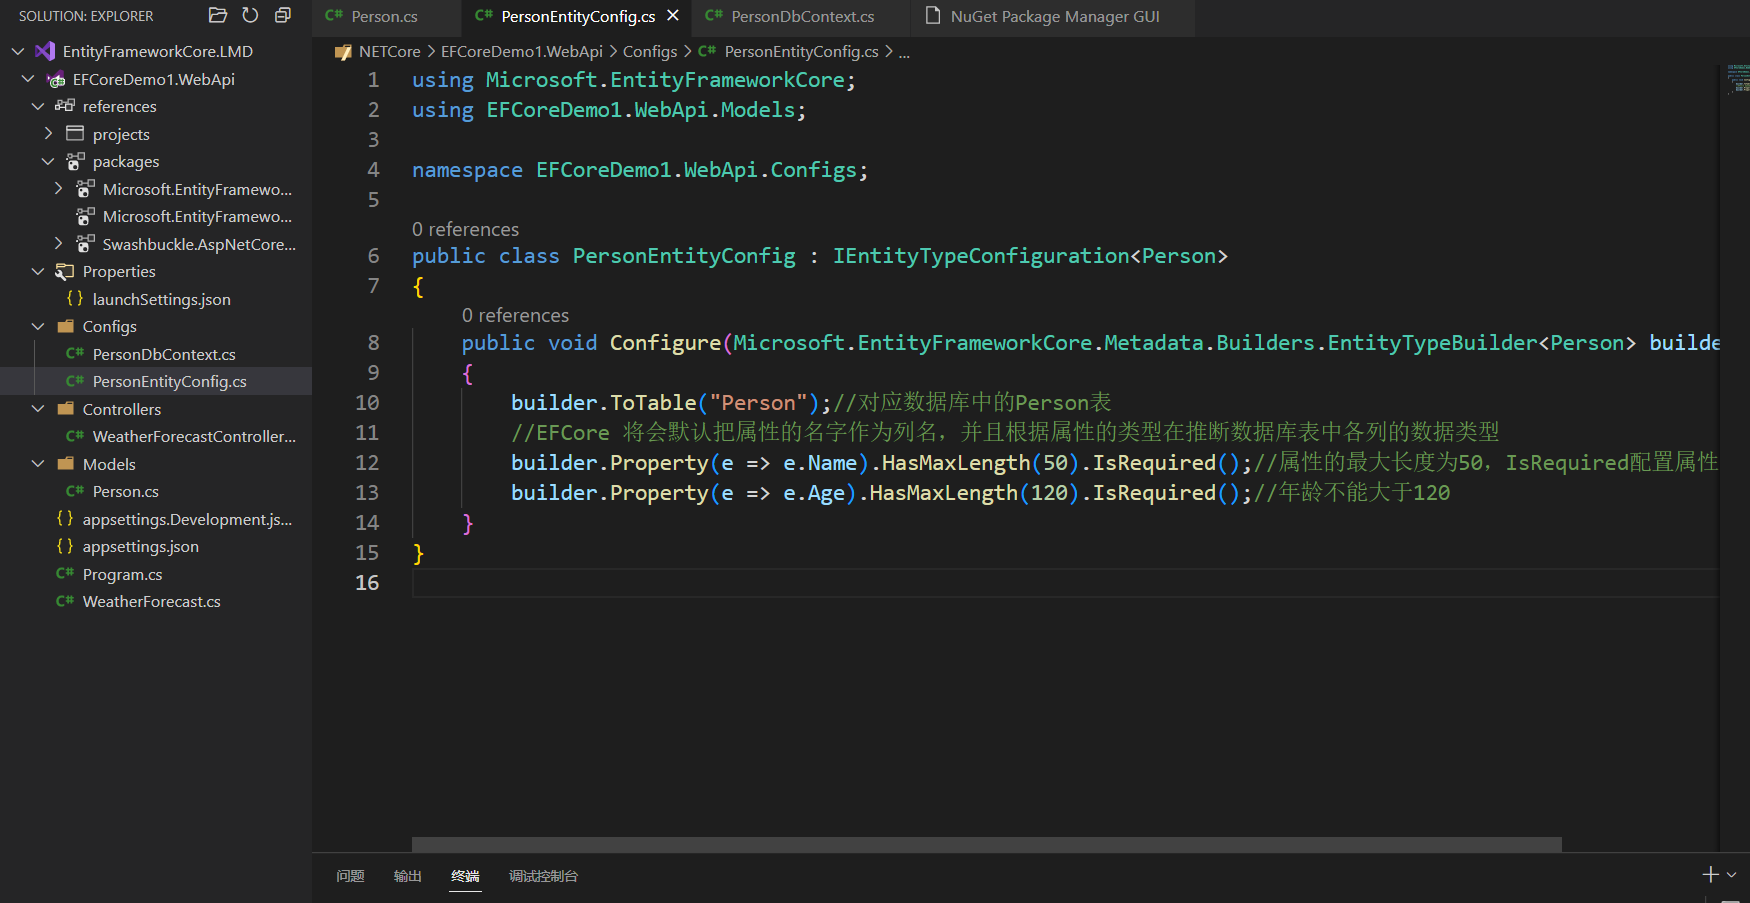 SOLUTION: EXPLORER
EntityFrameworkCore.LMD
EFCoreDemo1.WebApi
references
projects
packages
Microsoft.EntityFramewo...
Microsoft.EntityFramewo...
Swashbuckle.AspNetCore...
Properties
launchSettings.json
Configs
PersonDbContext.cs
PersonEntityConfig.cs
Controllers
WeatherForecastController...
Models
Person.cs
appsettings.Development.js...
appsettings.json
Program.cs
WeatherForecast.cs
Person.cs
PersonEntityConfig.cs
PersonDbContext.cs
NuGet Package Manager GUI
NETCore > EFCoreDemo1.WebApi > Configs > C# PersonEntityConfig.cs > ...
1 using Microsoft.EntityFrameworkCore;
2 using EFCoreDemo1.WebApi.Models;
3
4 namespace EFCoreDemo1.WebApi.Configs;
5
0 references
6 public class PersonEntityConfig : IEntityTypeConfiguration<Person>
7 {
0 references
8 public void Configure(Microsoft.EntityFrameworkCore.Metadata.Builders.EntityTypeBuilder<Person> builde
9 {
10 builder.ToTable("Person");//对应数据库中的Person表
11 //EFCore 将会默认把属性的名字作为列名，并且根据属性的类型在推断数据库表中各列的数据类型
12 builder.Property(e => e.Name).HasMaxLength(50).IsRequired();//属性的最大长度为50，IsRequired配置属性
13 builder.Property(e => e.Age).HasMaxLength(120).IsRequired();//年龄不能大于120
14 }
15 }
16
问题 输出 终端 调试控制台